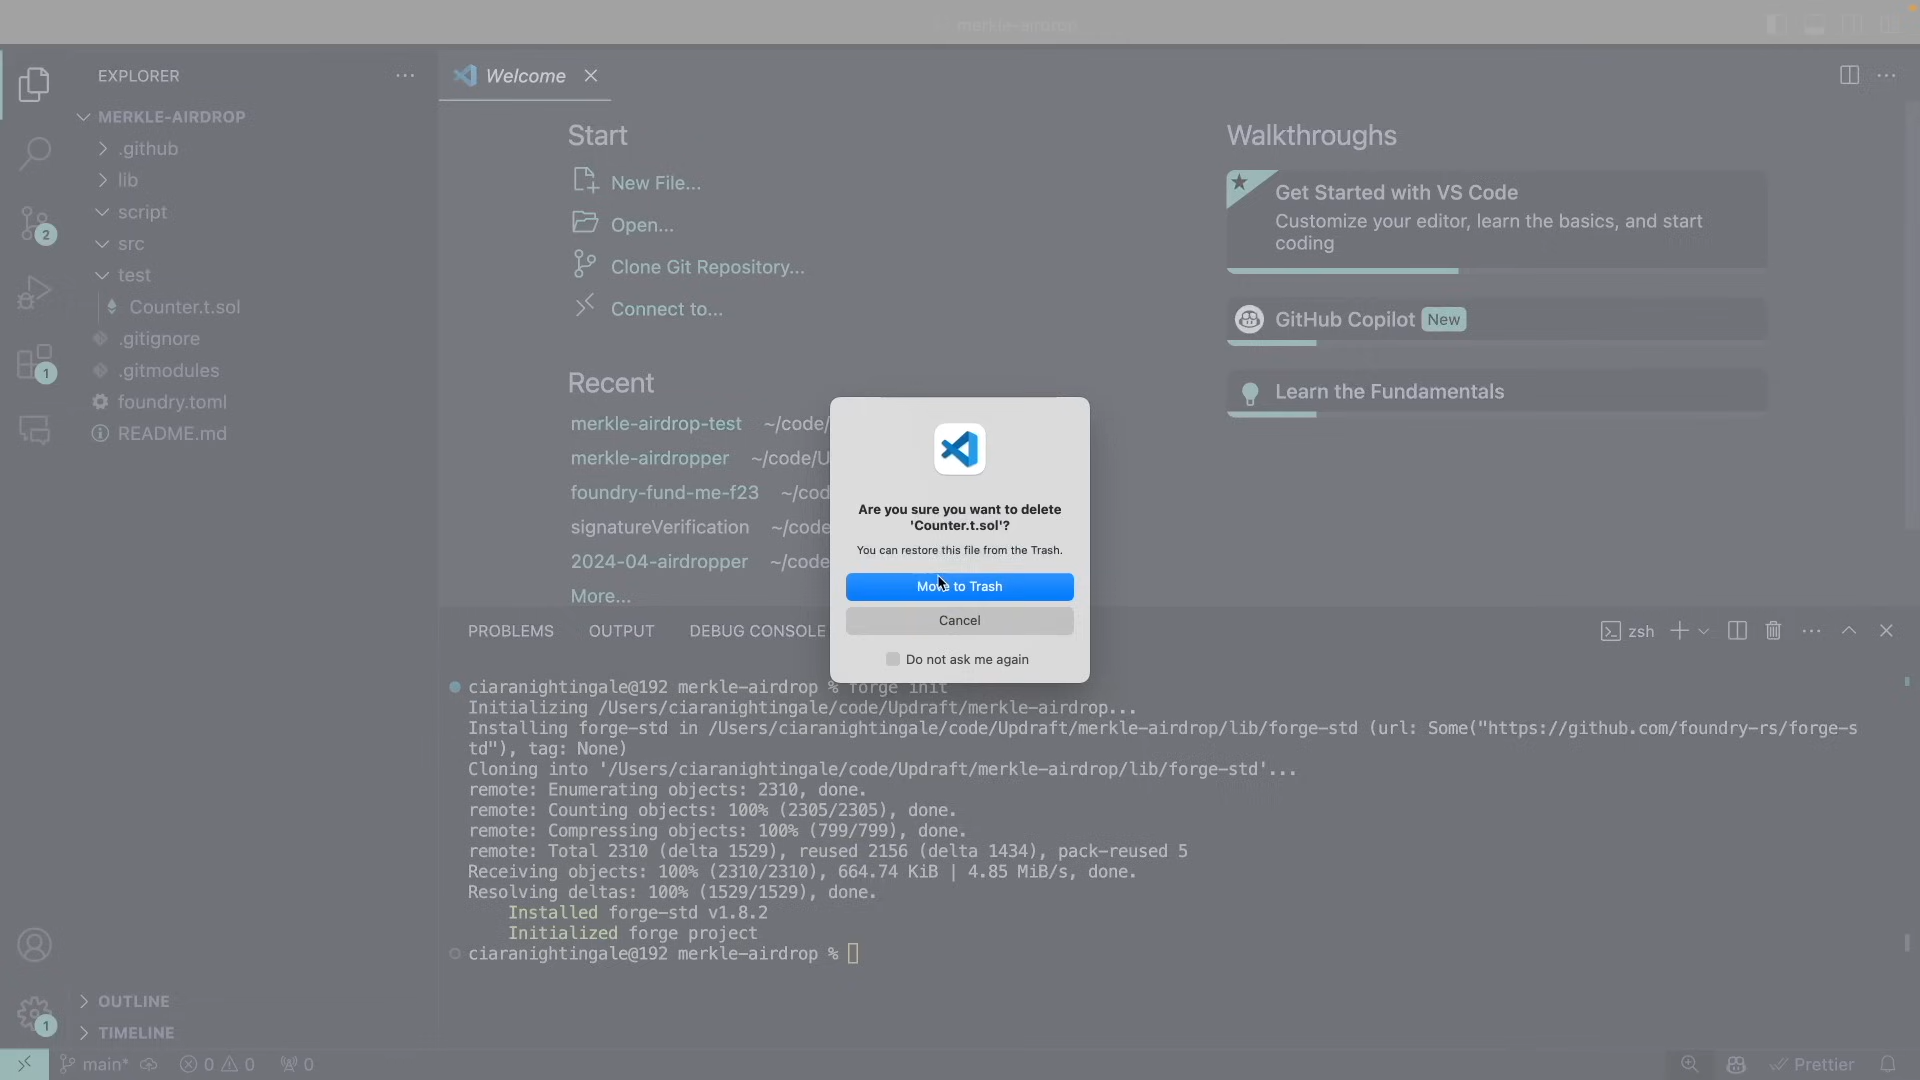 merkle-airdrop
EXPLORER
MERKLE-AIRDROP
.github
lib
script
src
test
Counter.t.sol
.gitignore
.gitmodules
foundry.toml
README.md
2
1
OUTLINE
1
TIMELINE
Welcome
Start
New File...
Open...
Clone Git Repository...
Connect to...
Recent
merkle-airdrop-test ~/code/
merkle-airdropper ~/code/U
foundry-fund-me-f23 ~/cod
signatureVerification ~/code
2024-04-airdropper ~/code
More...
Walkthroughs
Get Started with VS Code
Customize your editor, learn the basics, and start
coding
GitHub Copilot New
Learn the Fundamentals
Are you sure you want to delete
'Counter.t.sol'?
You can restore this file from the Trash.
Move to Trash
Cancel
Do not ask me again
PROBLEMS OUTPUT DEBUG CONSOLE
zsh
ciaranightingale@192 merkle-airdrop % forge init
Initializing /Users/ciaranightingale/code/Updraft/merkle-airdrop...
Installing forge-std in /Users/ciaranightingale/code/Updraft/merkle-airdrop/lib/forge-std (url: Some("https://github.com/foundry-rs/forge-s
td"), tag: None)
Cloning into '/Users/ciaranightingale/code/Updraft/merkle-airdrop/lib/forge-std'...
remote: Enumerating objects: 2310, done.
remote: Counting objects: 100% (2305/2305), done.
remote: Compressing objects: 100% (799/799), done.
remote: Total 2310 (delta 1529), reused 2156 (delta 1434), pack-reused 5
Receiving objects: 100% (2310/2310), 664.74 KiB | 4.85 MiB/s, done.
Resolving deltas: 100% (1529/1529), done.
Installed forge-std v1.8.2
Initialized forge project
ciaranightingale@192 merkle-airdrop %
main* 0 0 0
Prettier